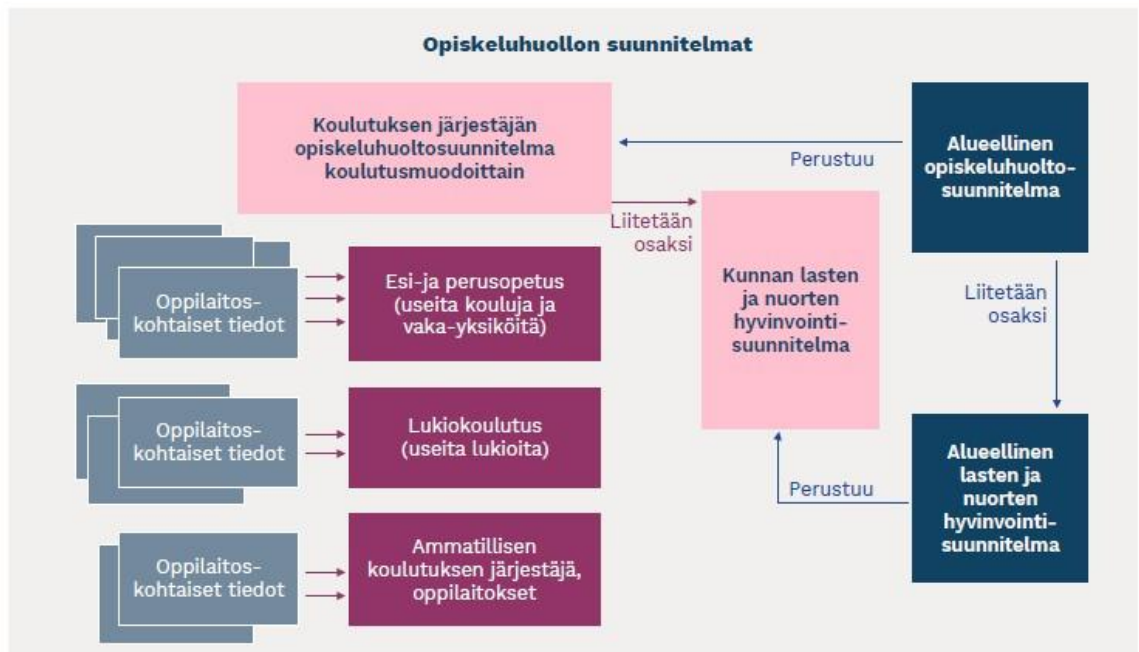 Opiskeluhuollon suunnitelmat
Koulutuksen järjestäjän
opiskeluhuoltosuunnitelma
koulutusmuodoittain
Perustuu
Alueellinen
opiskeluhuolto-
suunnitelma
Liitetään
osaksi
Kunnan lasten
ja nuorten
hyvinvointi-
suunnitelma
Liitetään
osaksi
Oppilaitos-
kohtaiset tiedot
Esi-ja perusopetus
(useita kouluja ja
vaka-yksiköitä)
Oppilaitos-
kohtaiset tiedot
Lukiokoulutus
(useita lukioita)
Perustuu
Alueellinen
lasten ja
nuorten
hyvinvointi-
suunnitelma
Oppilaitos-
kohtaiset tiedot
Ammatillisen
koulutuksen järjestäjä,
oppilaitokset